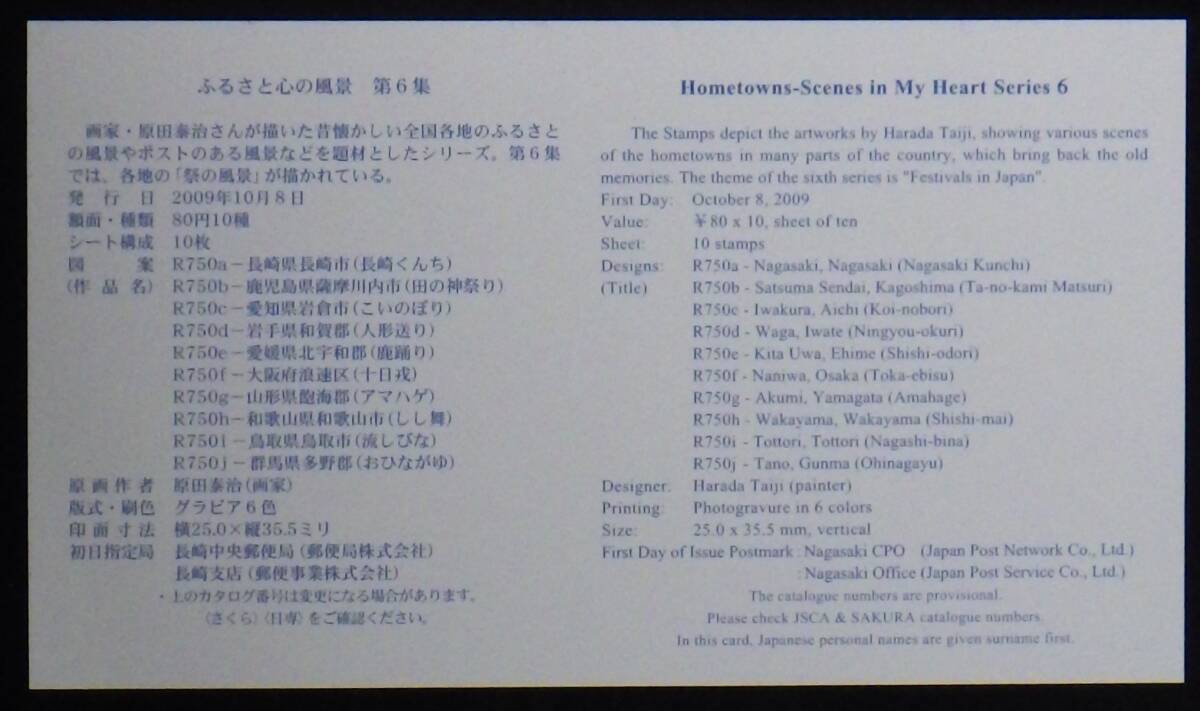 ふるさと心の風景　第6集
画家・原田泰治さんが描いた昔懐かしい全国各地のふるさと
の風景やポストのある風景などを題材としたシリーズ。第6集
では、各地の「祭の風景」が描かれている。
発行日 2009年10月8日
額面・種類 80円10種
シート構成 10枚
図案 R750a－長崎県長崎市(長崎くんち)
(作品名) R750b－鹿児島県薩摩川内市(田の神祭り)
R750c－愛知県岩倉市(こいのぼり)
R750d－岩手県和賀郡(人形送り)
R750e－愛媛県北宇和郡(鹿踊り)
R750f－大阪府浪速区(十日戎)
R750g－山形県飽海郡(アマハゲ)
R750h－和歌山県和歌山市(しし舞)
R750i－鳥取県鳥取市(流しびな)
R750j－群馬県多野郡(おひながゆ)
原画作者 原田泰治(画家)
版式・刷色 グラビア6色
印面寸法 横25.0×縦35.5ミリ
初日指定局 長崎中央郵便局(郵便局株式会社)
長崎支店(郵便事業株式会社)
・上のカタログ番号は変更になる場合があります。
〈さくら〉〈日専〉をご確認ください。
Hometowns-Scenes in My Heart Series 6
The Stamps depict the artworks by Harada Taiji, showing various scenes
of the hometowns in many parts of the country, which bring back the old
memories. The theme of the sixth series is "Festivals in Japan".
First Day: October 8, 2009
Value: ￥80 x 10, sheet of ten
Sheet: 10 stamps
Designs: R750a - Nagasaki, Nagasaki (Nagasaki Kunchi)
(Title) R750b - Satsuma Sendai, Kagoshima (Ta-no-kami Matsuri)
R750c - Iwakura, Aichi (Koi-nobori)
R750d - Waga, Iwate (Ningyou-okuri)
R750e - Kita Uwa, Ehime (Shishi-odori)
R750f - Naniwa, Osaka (Toka-ebisu)
R750g - Akumi, Yamagata (Amahage)
R750h - Wakayama, Wakayama (Shishi-mai)
R750i - Tottori, Tottori (Nagashi-bina)
R750j - Tano, Gunma (Ohinagayu)
Designer: Harada Taiji (painter)
Printing: Photogravure in 6 colors
Size: 25.0 x 35.5 mm, vertical
First Day of Issue Postmark : Nagasaki CPO (Japan Post Network Co., Ltd.)
: Nagasaki Office (Japan Post Service Co., Ltd.)
The catalogue numbers are provisional.
Please check JSCA & SAKURA catalogue numbers.
In this card, Japanese personal names are given surname first.